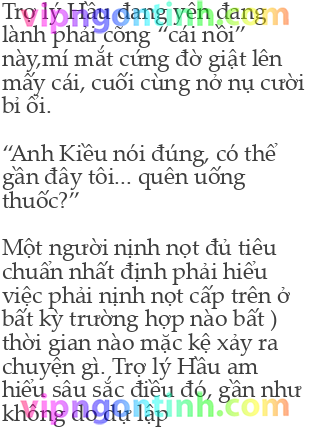 vipngontinh.com
Trợ lý Hầu đang yên đang
lành phải cõng “cái nồi”
này,mí mắt cứng đờ giật lên
mấy cái, cuối cùng nở nụ cười
bỉ ổi.
“Anh Kiều nói đúng, có thể
gần đây tôi... quên uống
thuốc?”
Một người nịnh nọt đủ tiêu
chuẩn nhất định phải hiểu
việc phải nịnh nọt cấp trên ở
bất kỳ trường hợp nào bất )
thời gian nào mặc kệ xảy ra
chuyện gì. Trợ lý Hầu am
hiểu sâu sắc điều đó, gần như
không do dự lập
vipngontinh.com